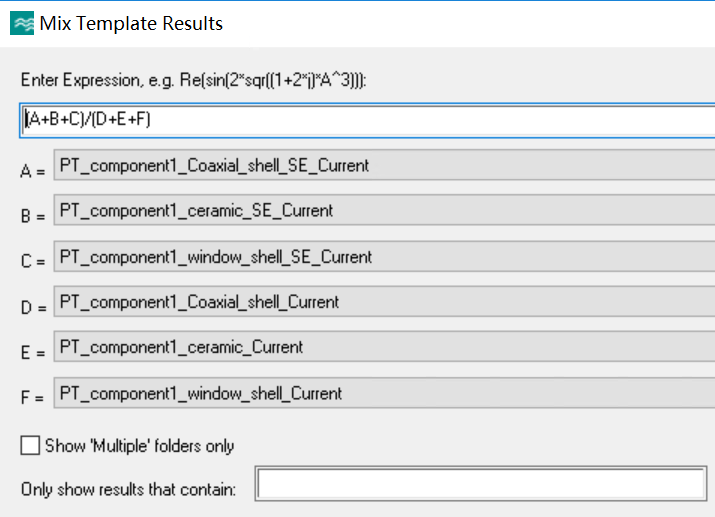 Mix Template Results
Enter Expression, e.g. Re(sin(2*sqr((1+2*j)*A^3))):
(A+B+C)/(D+E+F)
A = PT_component1_Coaxial_shell_SE_Current
B = PT_component1_ceramic_SE_Current
C = PT_component1_window_shell_SE_Current
D = PT_component1_Coaxial_shell_Current
E = PT_component1_ceramic_Current
F = PT_component1_window_shell_Current
Show 'Multiple' folders only
Only show results that contain: